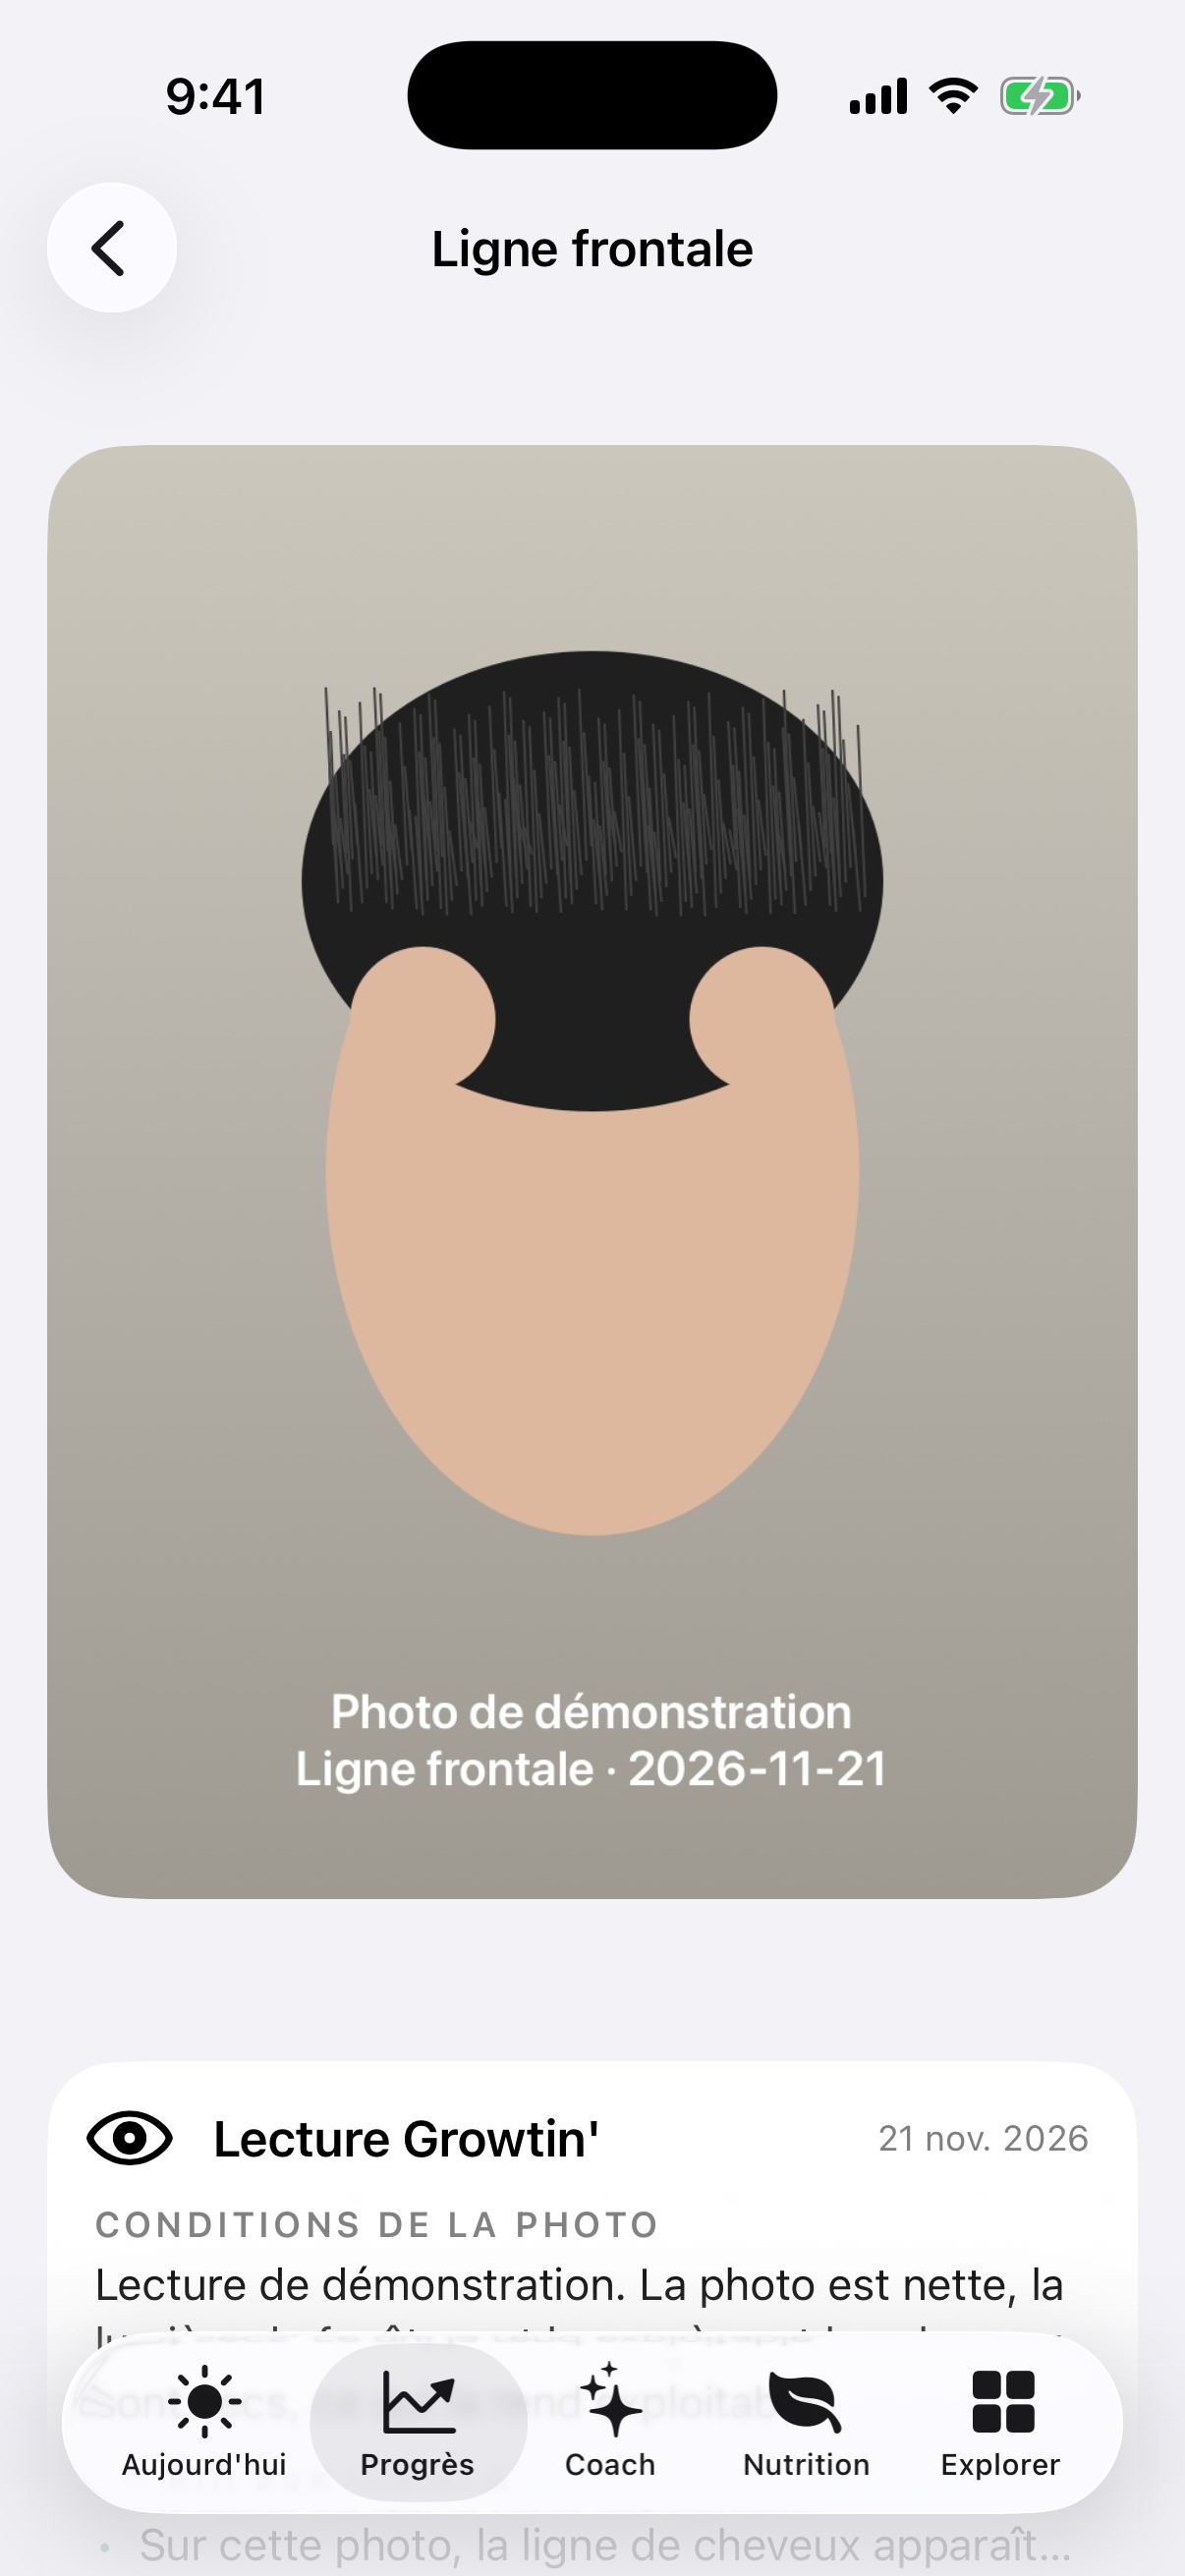 9:41
Ligne frontale
Photo de démonstration
Ligne frontale · 2026-11-21
Lecture Growtin'
21 nov. 2026
CONDITIONS DE LA PHOTO
Lecture de démonstration. La photo est nette, la
Aujourd'hui
Progrès
Coach
Nutrition
Explorer
• Sur cette photo, la ligne de cheveux apparaît...